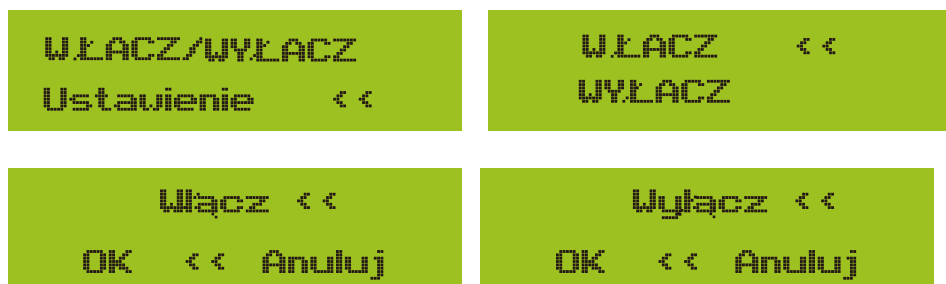 WŁACZ/WYŁACZ
Ustawienie <<
WŁACZ <<
WYŁACZ
Włącz <<
OK << Anuluj
Wyłącz <<
OK << Anuluj